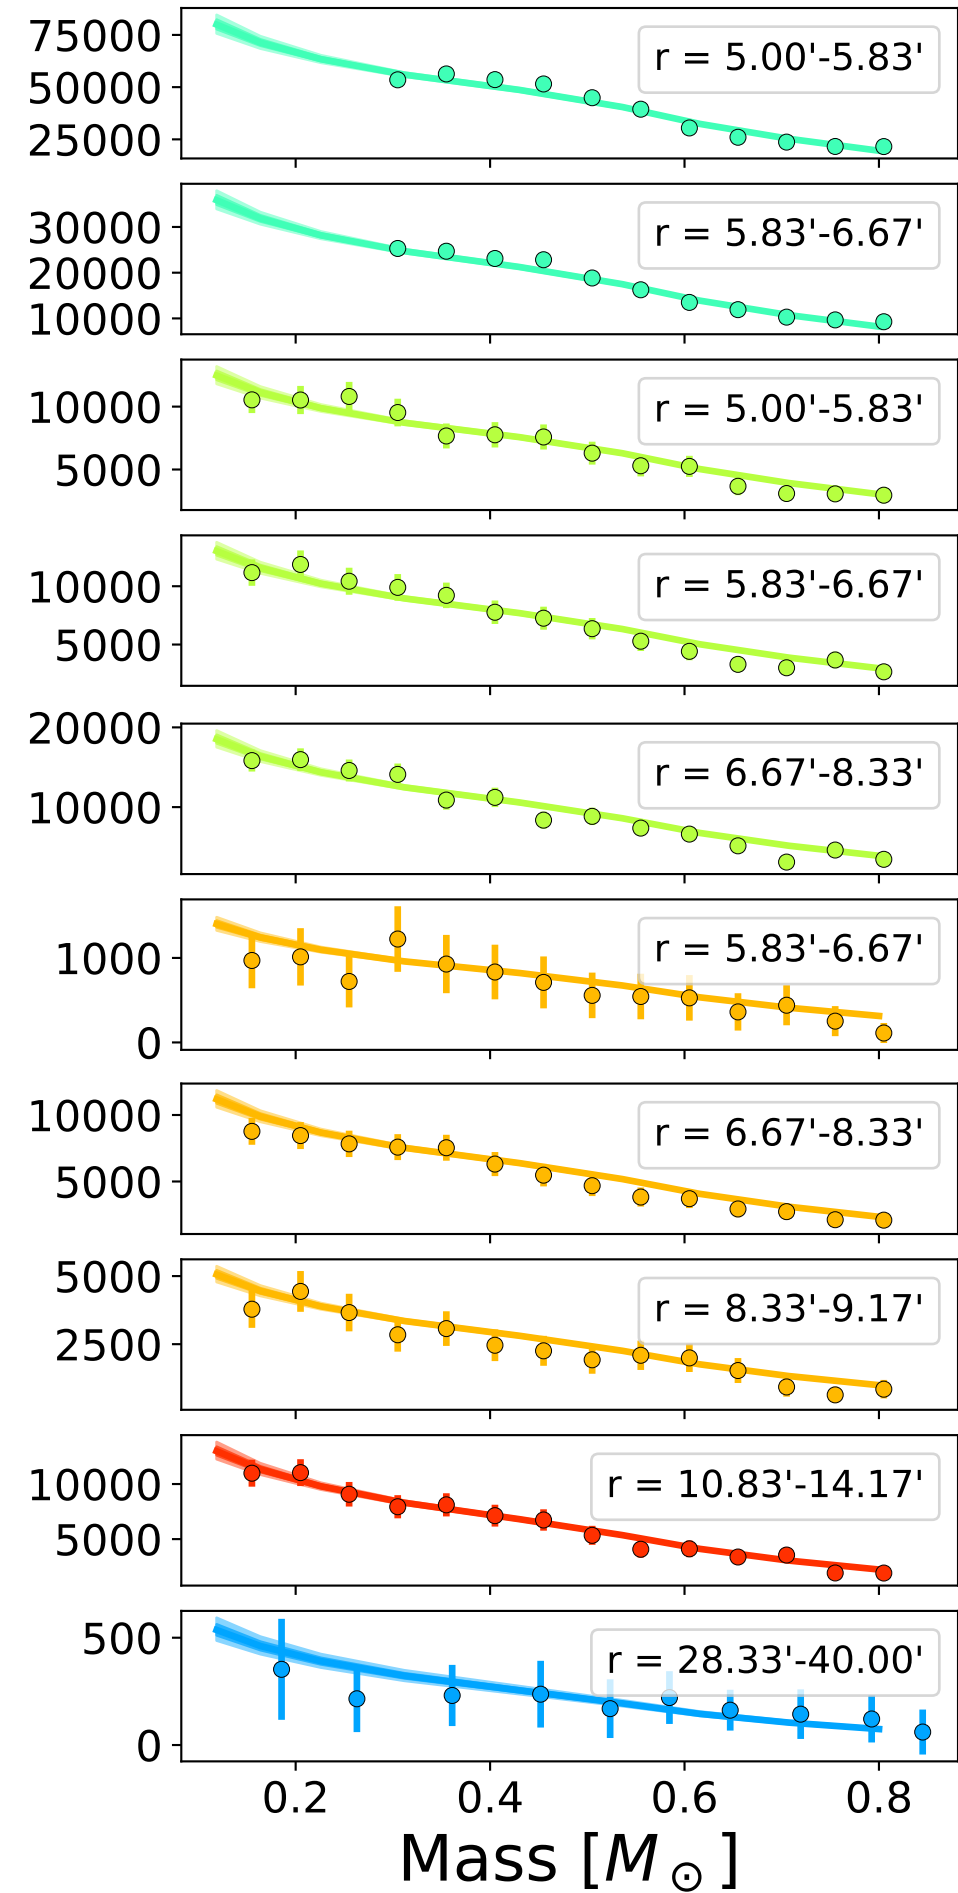 75000
50000
25000
r = 5.00'-5.83'
30000
20000
10000
r = 5.83'-6.67'
10000
5000
r = 5.00'-5.83'
10000
5000
r = 5.83'-6.67'
20000
10000
r = 6.67'-8.33'
1000
0
r = 5.83'-6.67'
10000
5000
r = 6.67'-8.33'
5000
2500
r = 8.33'-9.17'
10000
5000
r = 10.83'-14.17'
500
0
r = 28.33'-40.00'
0.2 0.4 0.6 0.8
Mass [M⊙]